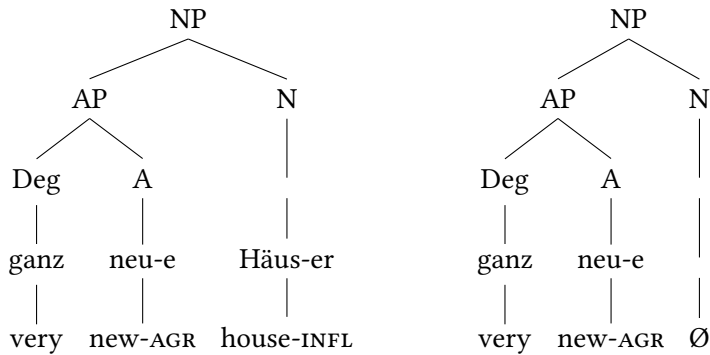 NP NP
AP N AP N
Deg A Deg A
ganz neu-e Häus-er ganz neu-e
very new-AGR house-INFL very new-AGR Ø